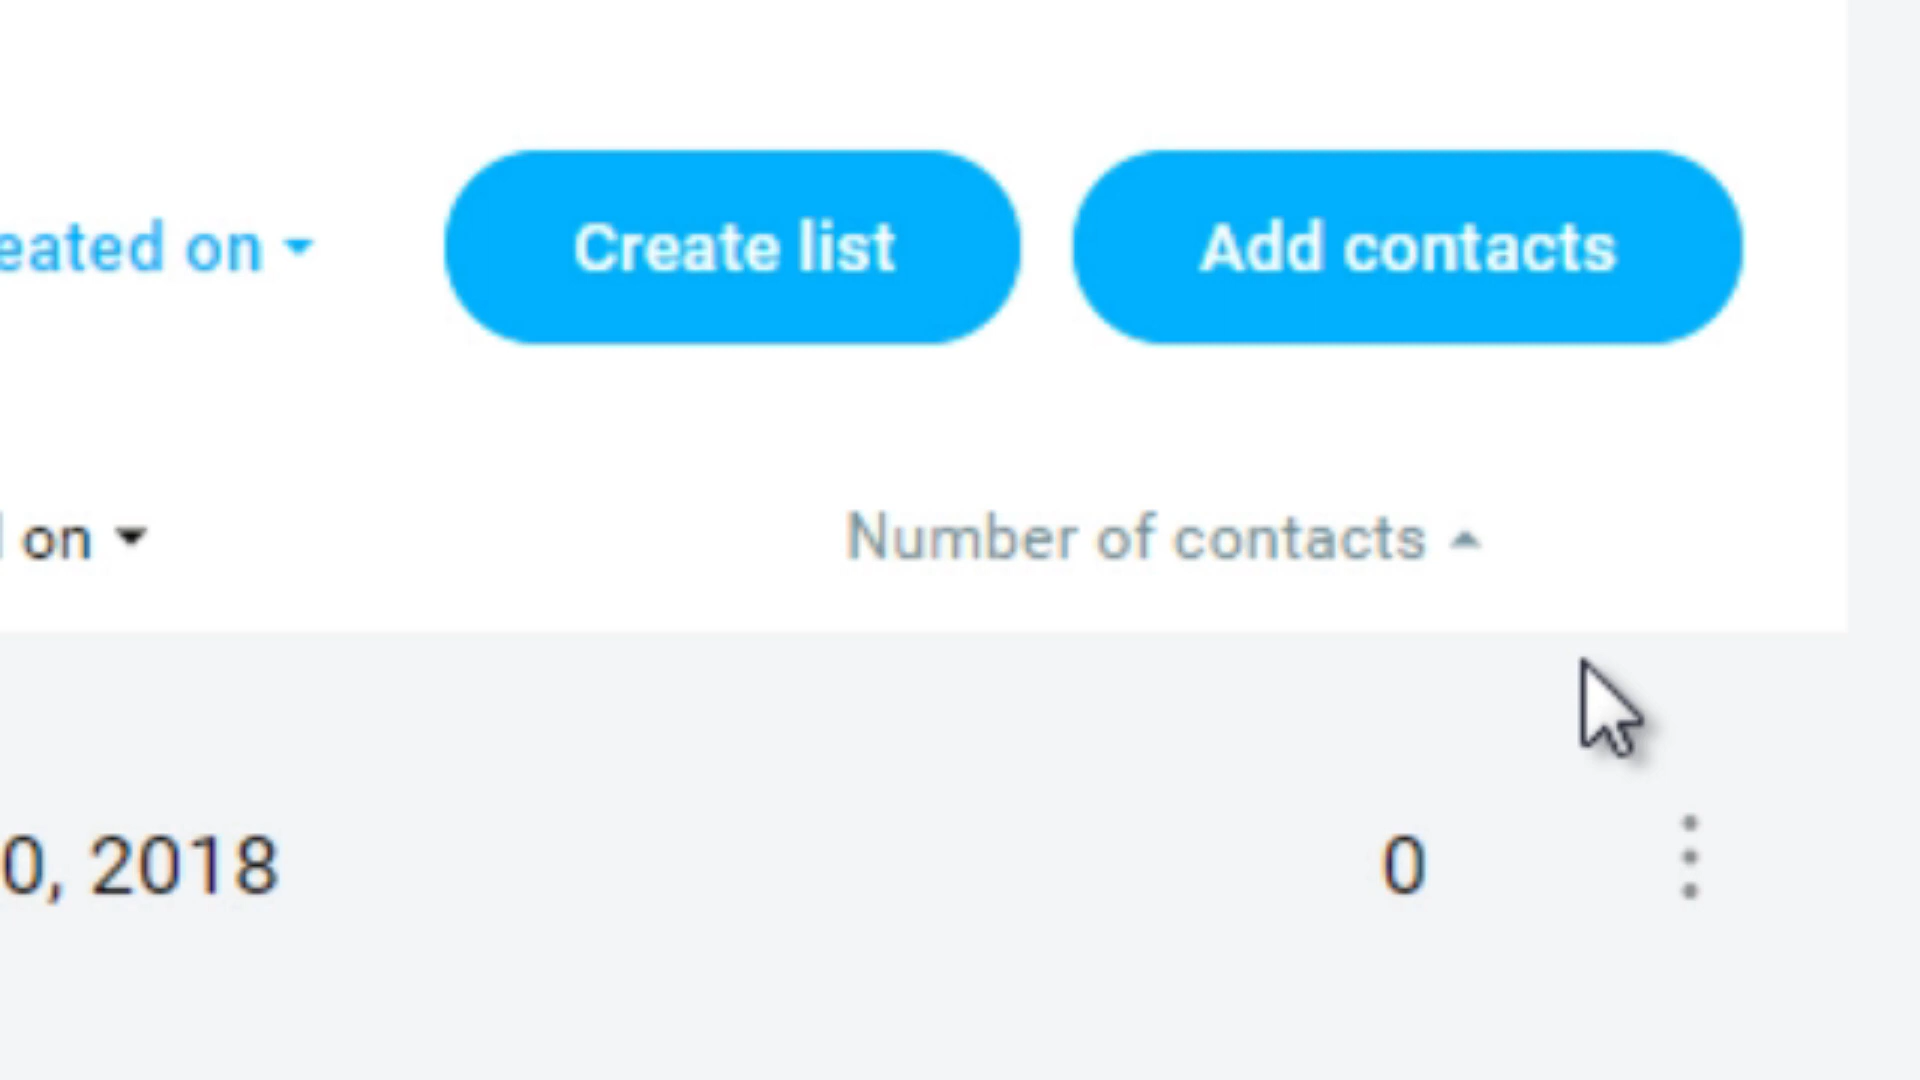 eated on
Create list
Add contacts
on
Number of contacts
0, 2018
0